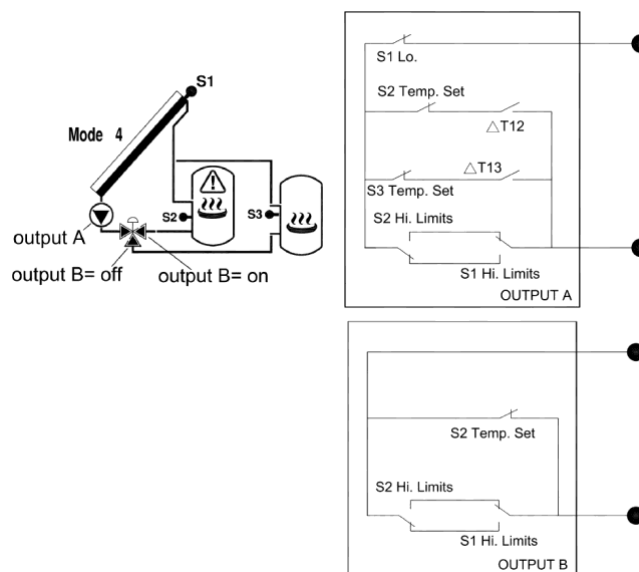 S1
Mode 4
S2
S3
output A
output B= off
output B= on
S1 Lo.
S2 Temp. Set
△T12
△T13
S3 Temp. Set
S2 Hi. Limits
S1 Hi. Limits
OUTPUT A
S2 Temp. Set
S2 Hi. Limits
S1 Hi. Limits
OUTPUT B